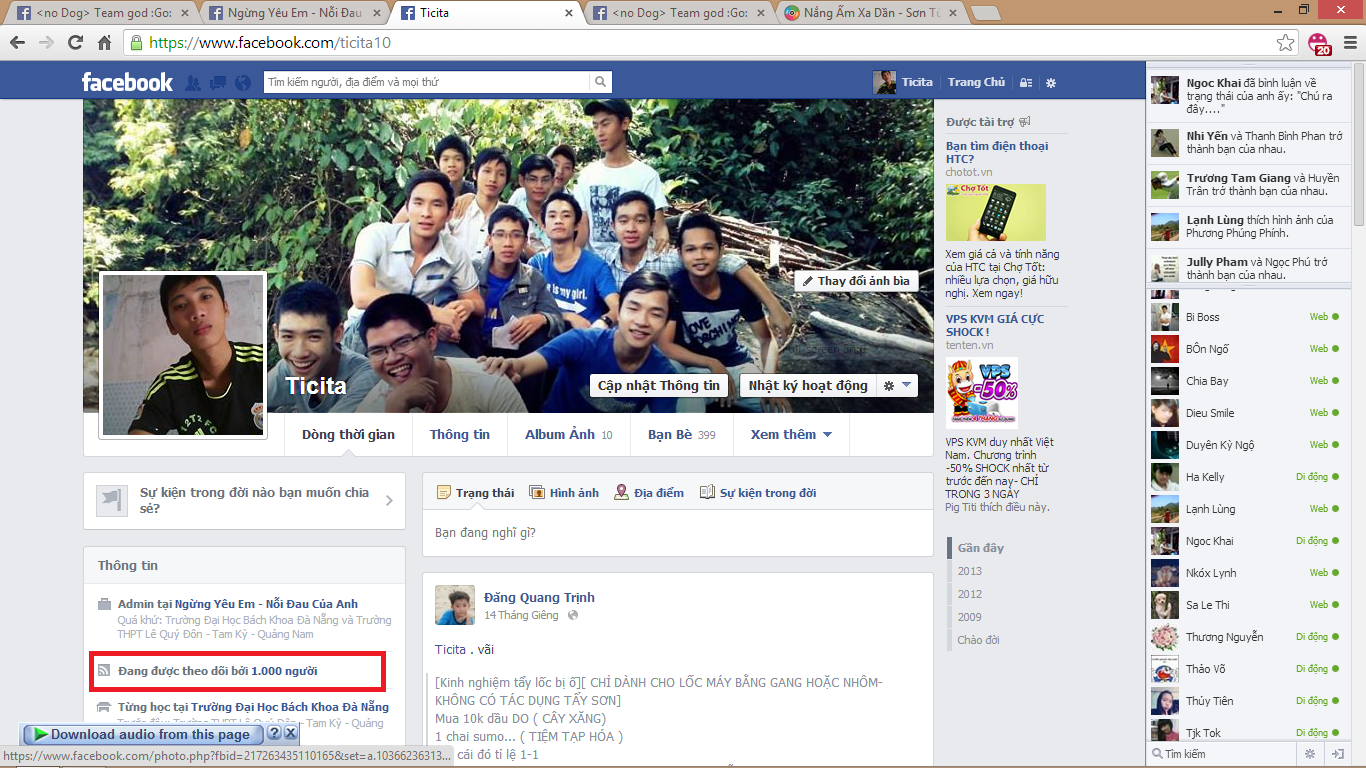 <no Dog> Team god :Go:
Ngừng Yêu Em - Nỗi Đau
Ticita
<no Dog> Team god :Go:
Nắng Ấm Xa Dần - Sơn Tù
https://www.facebook.com/ticita10
20
facebook
Tìm kiếm người, địa điểm và mọi thứ
Ticita
Trang Chủ
is my girl.
LOVE
Thay đổi ảnh bìa
Ticita
Cập nhật Thông tin
Nhật ký hoạt động
Dòng thời gian
Thông tin
Album Ảnh 10
Bạn Bè 399
Xem thêm
Sự kiện trong đời nào bạn muốn chia
sẻ?
Thông tin
Admin tại Ngừng Yêu Em - Nỗi Đau Của Anh
Quá khứ: Trường Đại Học Bách Khoa Đà Nẵng và Trường
THPT Lê Quý Đôn - Tam Kỳ - Quảng Nam
Đang được theo dõi bởi 1.000 người
Từng học tại Trường Đại Học Bách Khoa Đà Nẵng
Trước đây: Trường THPT Lê Quý Đôn - Tam Kỳ - Quảng
Download audio from this page
?
https://www.facebook.com/photo.php?fbid=217263435110165&set=a.10366236313...
Trạng thái
Hình ảnh
Địa điểm
Sự kiện trong đời
Bạn đang nghĩ gì?
Đăng Quang Trịnh
14 Tháng Giêng
Ticita . vãi
[Kinh nghiệm tẩy lốc bị ố][ CHỈ DÀNH CHO LỐC MÁY BẰNG GANG HOẶC NHÔM-
KHÔNG CÓ TÁC DỤNG TẨY SƠN]
Mua 10k dầu DO ( CÂY XĂNG)
1 chai sumo... ( TIỆM TẠP HÓA )
cái đó tỉ lệ 1-1
Được tài trợ
Bạn tìm điện thoại
HTC?
chotot.vn
Chợ Tốt
Xem giá cả và tính năng
của HTC tại Chợ Tốt:
nhiều lựa chọn, giá hữu
nghị. Xem ngay!
VPS KVM GIÁ CỰC
SHOCK !
tenten.vn
VPS
-50%
VPS KVM duy nhất Việt
Nam. Chương trình
-50% SHOCK nhất từ
trước đến nay- CHỈ
TRONG 3 NGÀY
Pig Titi thích điều này.
Gần đây
2013
2012
2009
Chào đời
Ngoc Khai đã bình luận về
trạng thái của anh ấy: "Chú ra
đây...."
Nhi Yến và Thanh Bình Phan trở
thành bạn của nhau.
Trương Tam Giang và Huyền
Trân trở thành bạn của nhau.
Lạnh Lùng thích hình ảnh của
Phương Phúng Phính.
Jully Pham và Ngọc Phú trở
thành bạn của nhau.
Bi Boss Web
BÔn Ngố Web
Chia Bay Web
Dieu Smile Web
Duyên Kỳ Ngộ Web
Ha Kelly Di động
Lạnh Lùng Web
Ngoc Khai Di động
Nkóx Lynh Web
Sa Le Thi Web
Thương Nguyễn Di động
Thảo Võ Di động
Thủy Tiên Di động
Tjk Tok Di động
Tìm kiếm